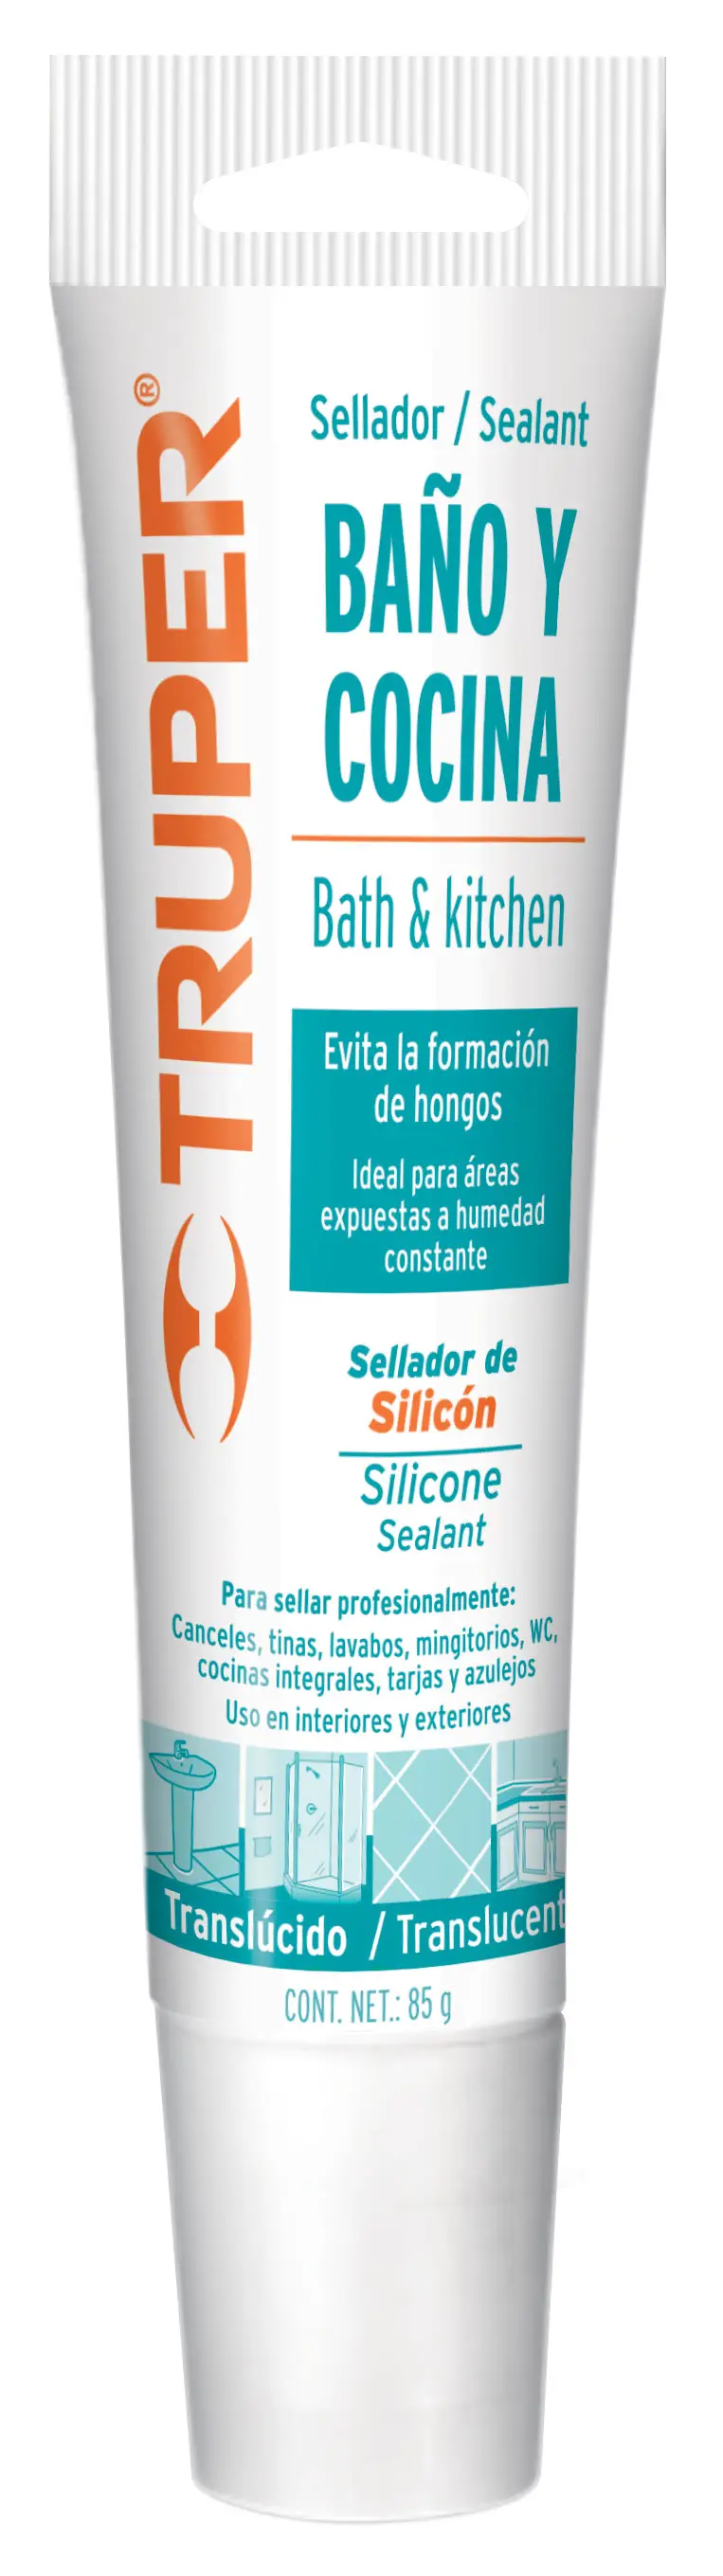 TRUPER®
Sellador / Sealant
BAÑO Y
COCINA
Bath & kitchen
Evita la formación
de hongos
Ideal para áreas
expuestas a humedad
constante
Sellador de
Silicón
Silicone
Sealant
Para sellar profesionalmente:
Canceles, tinas, lavabos, mingitorios, WC,
cocinas integrales, tarjas y azulejos
Uso en interiores y exteriores
Translúcido / Translucent
CONT. NET.: 85 g